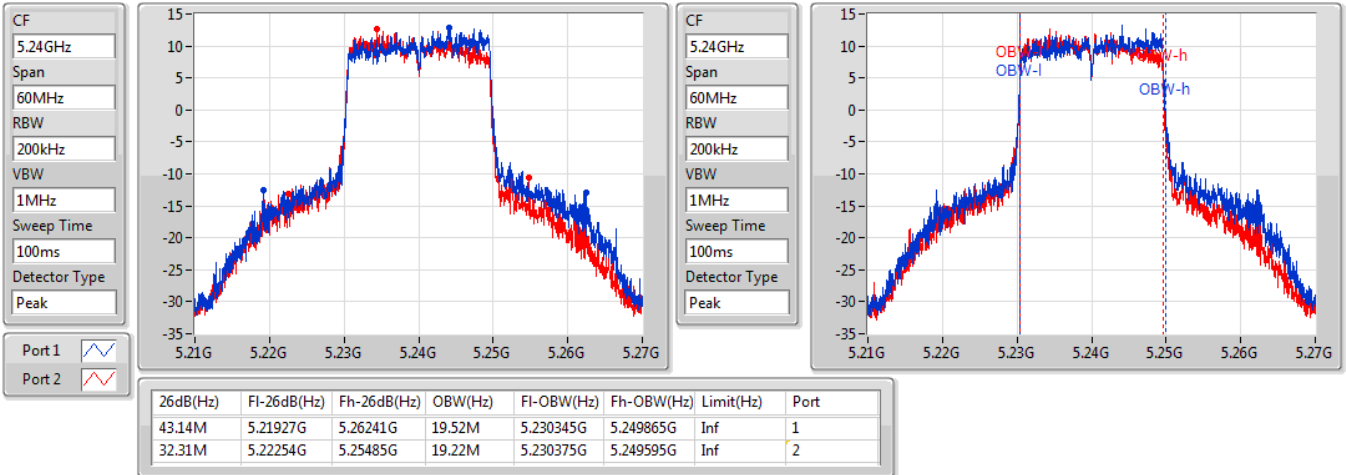 CF
5.24GHz
Span
60MHz
RBW
200kHz
VBW
1MHz
Sweep Time
100ms
Detector Type
Peak
Port 1
Port 2
15
10
5
0
-5
-10
-15
-20
-25
-30
-35
5.21G 5.22G 5.23G 5.24G 5.25G 5.26G 5.27G
CF
5.24GHz
Span
60MHz
RBW
200kHz
VBW
1MHz
Sweep Time
100ms
Detector Type
Peak
15
10
5
0
-5
-10
-15
-20
-25
-30
-35
OBW-l
OBW-h
5.21G 5.22G 5.23G 5.24G 5.25G 5.26G 5.27G
26dB(Hz) Fl-26dB(Hz) Fh-26dB(Hz) OBW(Hz) Fl-OBW(Hz) Fh-OBW(Hz) Limit(Hz) Port
43.14M 5.21927G 5.26241G 19.52M 5.230345G 5.249865G Inf 1
32.31M 5.22254G 5.25485G 19.22M 5.230375G 5.249595G Inf 2